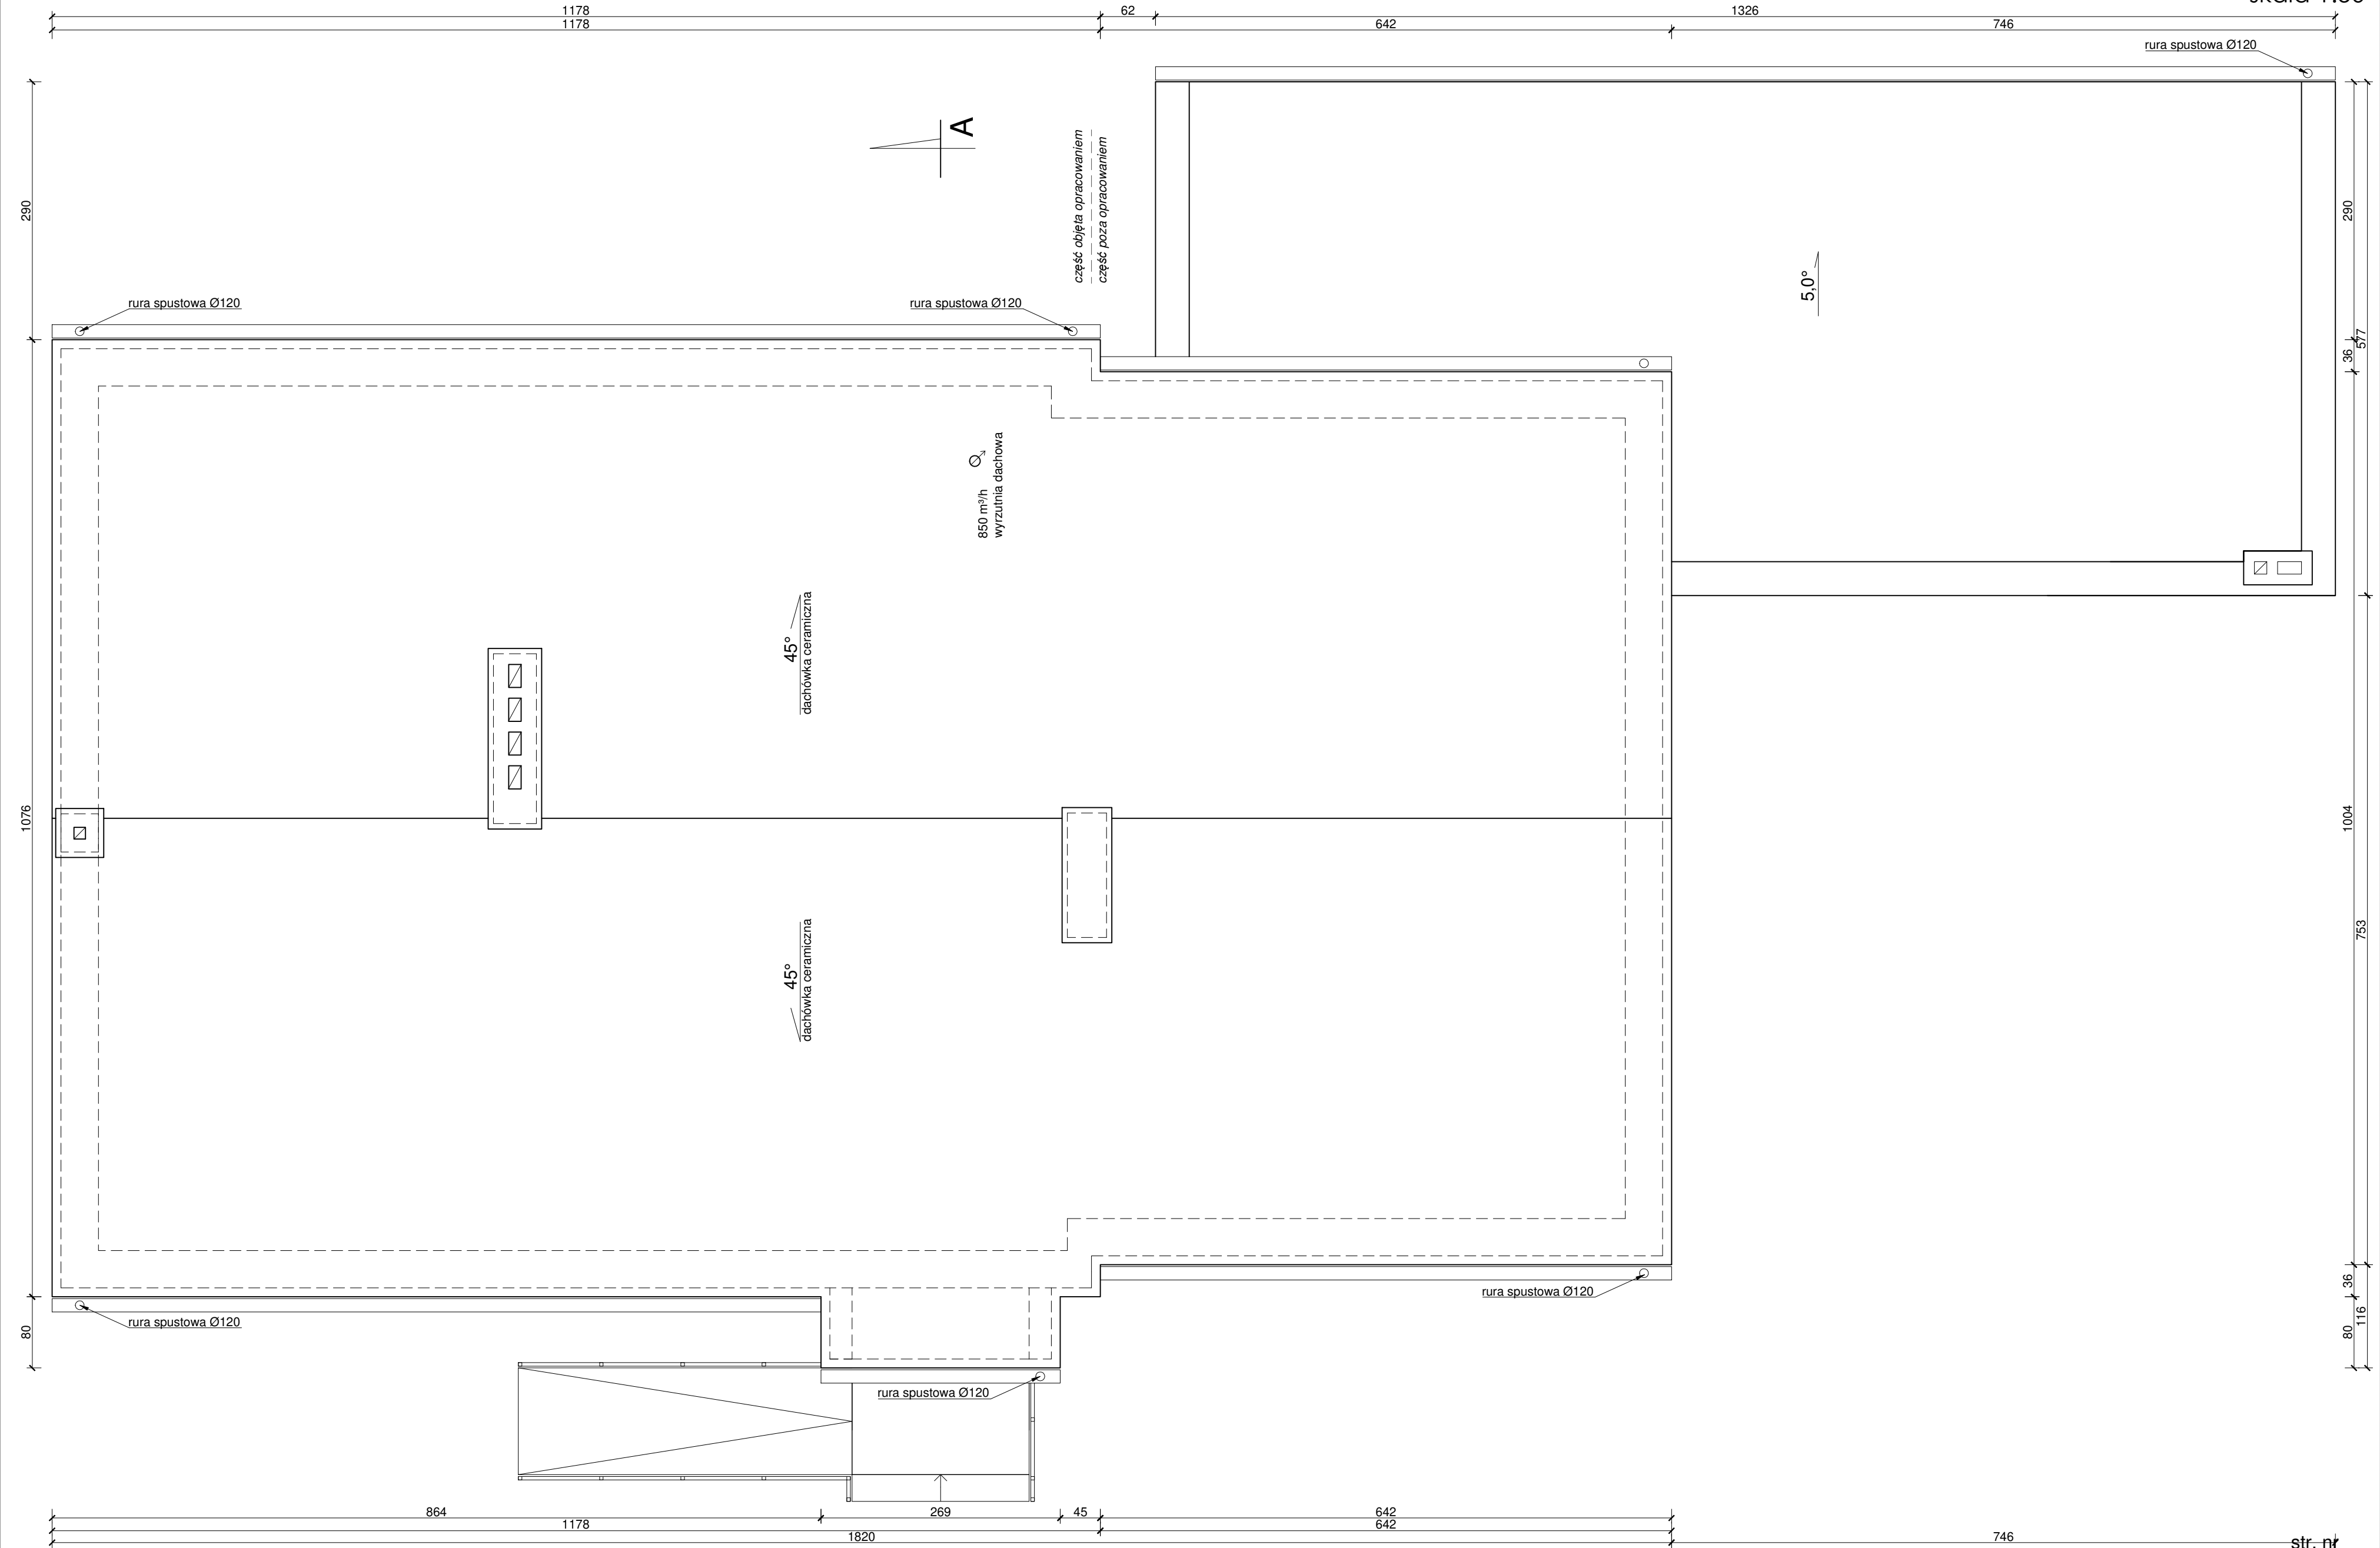 1178
62
1326
1178
642
746
rura spustowa Ø120
A
część objęta opracowaniem
część poza opracowaniem
290
290
5,0°
rura spustowa Ø120
rura spustowa Ø120
36
577
850 m³/h
wyrzutnia dachowa
45°
dachówka ceramiczna
1076
1004
45°
dachówka ceramiczna
753
rura spustowa Ø120
36
rura spustowa Ø120
80
80
116
rura spustowa Ø120
864
269
45
642
1178
642
1820
746
str. nr